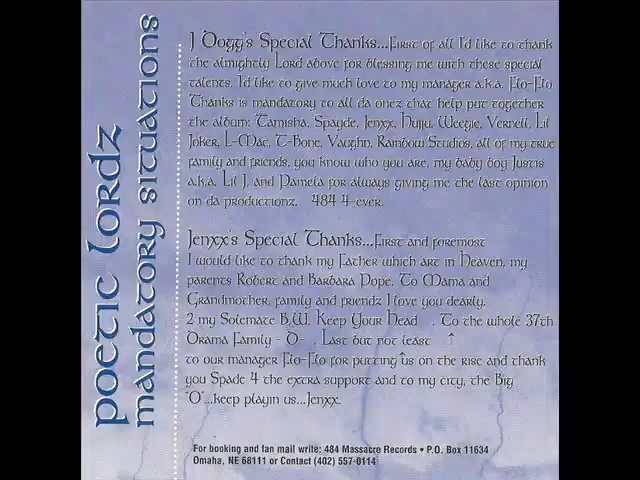 poetic lordz
mandatory situations
J Dogg's Special Thanks...First of all I'd like to thank
the almightly Lord above for blessing me with these special
talents. I'd like to give much love to my manager a.k.a. Flo-Flo
Thanks is mandatory to all da onez that help put together
the album: Tamisha, Spayde, Jenxx, Hujju, Weegie, Vernell, Lil
Joker, L-Mac, T-Bone, Vaughn, Rainbow Studios, all of my true
family and friends, you know who you are, my baby boy Justis
a.k.a. Lil J, and Pamela for always giving me the last opinion
on da productionz. 484 4-ever.
Jenxx's Special Thanks...First and foremost
I would like to thank my Father which art in Heaven, my
parents Robert and Barbara Pope. To Mama and
Grandmother, family and friendz I love you dearly.
2 my Solemate B.W. Keep Your Head . To the whole 37th
Drama Family - D- . Last but not least ↑
to our manager Flo-Flo for putting us on the rise and thank
you Spade 4 the extra support and to my city, the Big
"O"...keep playin us...Jenxx.
For booking and fan mail write: 484 Massacre Records • P.O. Box 11634
Omaha, NE 68111 or Contact (402) 557-0114